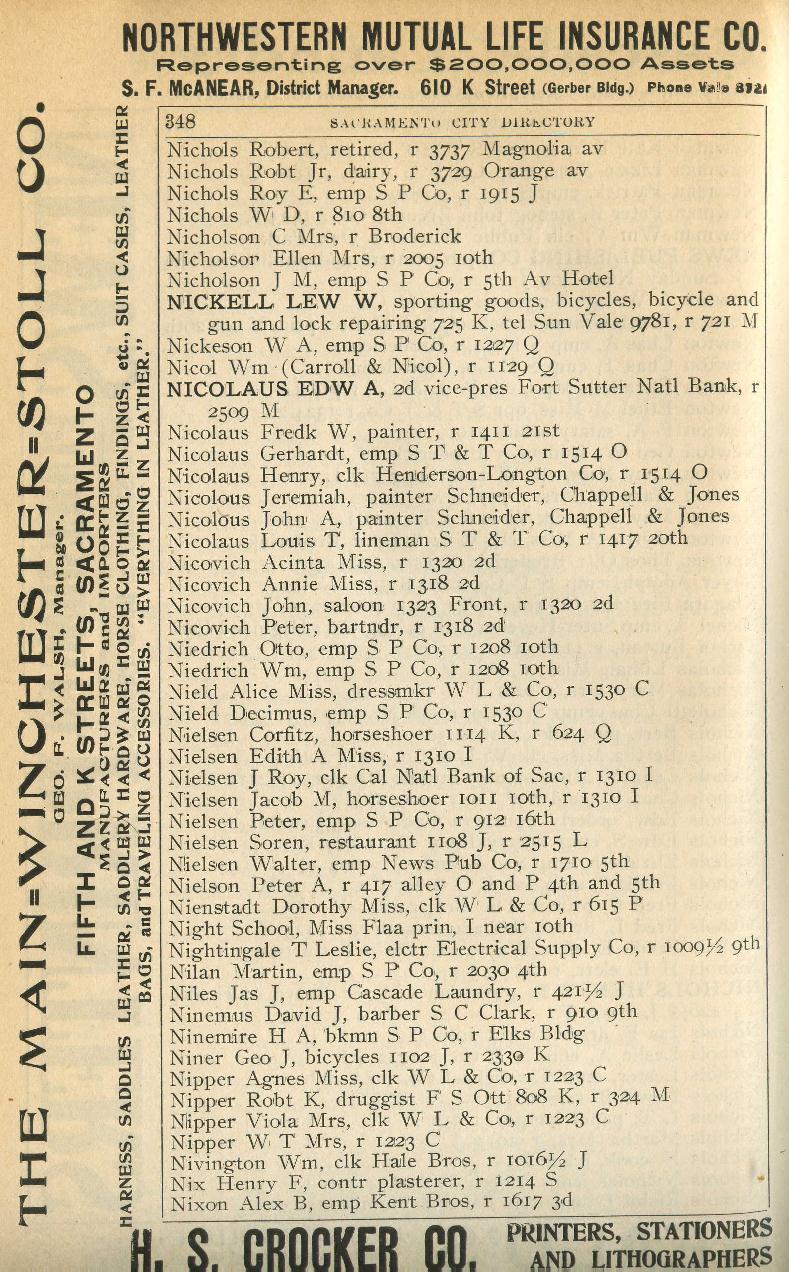 NORTHWESTERN MUTUAL LIFE INSURANCE CO.
Representing over $200,000,000 Assets
S. F. McANEAR, District Manager. 610 K Street (Gerber Bldg.) Phone Vale 872
THE MAIN=WINCHESTER=STOLL CO.
GEO. F. WALSH, Manager.
FIFTH AND K STREETS, SACRAMENTO
MANUFACTURERS and IMPORTERS
HARNESS, SADDLES LEATHER, SADDLERY HARDWARE, HORSE CLOTHING, FINDINGS, etc., SUIT CASES, LEATHER
BAGS, and TRAVELING ACCESSORIES. "EVERYTHING IN LEATHER."
348 SACRAMENTO CITY DIRECTORY
Nichols Robert, retired, r 3737 Magnolia av
Nichols Robt Jr, dairy, r 3729 Orange av
Nichols Roy E, emp S P Co, r 1915 J
Nichols W D, r 810 8th
Nicholson C Mrs, r Broderick
Nicholson Ellen Mrs, r 2005 10th
Nicholson J M, emp S P Co, r 5th Av Hotel
NICKELL LEW W, sporting goods, bicycles, bicycle and
gun and lock repairing 725 K, tel Sun Vale 9781, r 721 M
Nickeson W A, emp S P Co, r 1227 Q
Nicol Wm (Carroll & Nicol), r 1129 Q
NICOLAUS EDW A, 2d vice-pres Fort Sutter Natl Bank, r
2509 M
Nicolaus Fredk W, painter, r 1411 21st
Nicolaus Gerhardt, emp S T & T Co, r 1514 O
Nicolaus Henry, clk Henderson-Longton Co, r 1514 O
Nicolous Jeremiah, painter Schneider, Chappell & Jones
Nicolous John A, painter Schneider, Chappell & Jones
Nicolaus Louis T, lineman S T & T Co, r 1417 20th
Nicovich Acinta Miss, r 1320 2d
Nicovich Annie Miss, r 1318 2d
Nicovich John, saloon 1323 Front, r 1320 2d
Nicovich Peter, bartndr, r 1318 2d
Niedrich Otto, emp S P Co, r 1208 10th
Niedrich Wm, emp S P Co, r 1208 10th
Nield Alice Miss, dressmkr W L & Co, r 1530 C
Nield Decimus, emp S P Co, r 1530 C
Nielsen Corfitz, horseshoer 1114 K, r 624 Q
Nielsen Edith A Miss, r 1310 I
Nielsen J Roy, clk Cal Natl Bank of Sac, r 1310 I
Nielsen Jacob M, horseshoer 1011 10th, r 1310 I
Nielsen Peter, emp S P Co, r 912 16th
Nielsen Soren, restaurant 1108 J, r 2515 L
Nielsen Walter, emp News Pub Co, r 1710 5th
Nielson Peter A, r 417 alley O and P 4th and 5th
Nienstadt Dorothy Miss, clk W L & Co, r 615 P
Night School, Miss Flaa prin, I near 10th
Nightingale T Leslie, elctr Electrical Supply Co, r 1009½ 9th
Nilan Martin, emp S P Co, r 2030 4th
Niles Jas J, emp Cascade Laundry, r 421½ J
Ninemus David J, barber S C Clark, r 910 9th
Ninemire H A, bkmn S P Co, r Elks Bldg
Niner Geo J, bicycles 1102 J, r 2330 K
Nipper Agnes Miss, clk W L & Co, r 1223 C
Nipper Robt K, druggist F S Ott 808 K, r 324 M
Nipper Viola Mrs, clk W L & Co, r 1223 C
Nipper W T Mrs, r 1223 C
Nivington Wm, clk Hale Bros, r 1016½ J
Nix Henry F, contr plasterer, r 1214 S
Nixon Alex B, emp Kent Bros, r 1617 3d
H. S. CROCKER CO. PRINTERS, STATIONERS
AND LITHOGRAPHERS